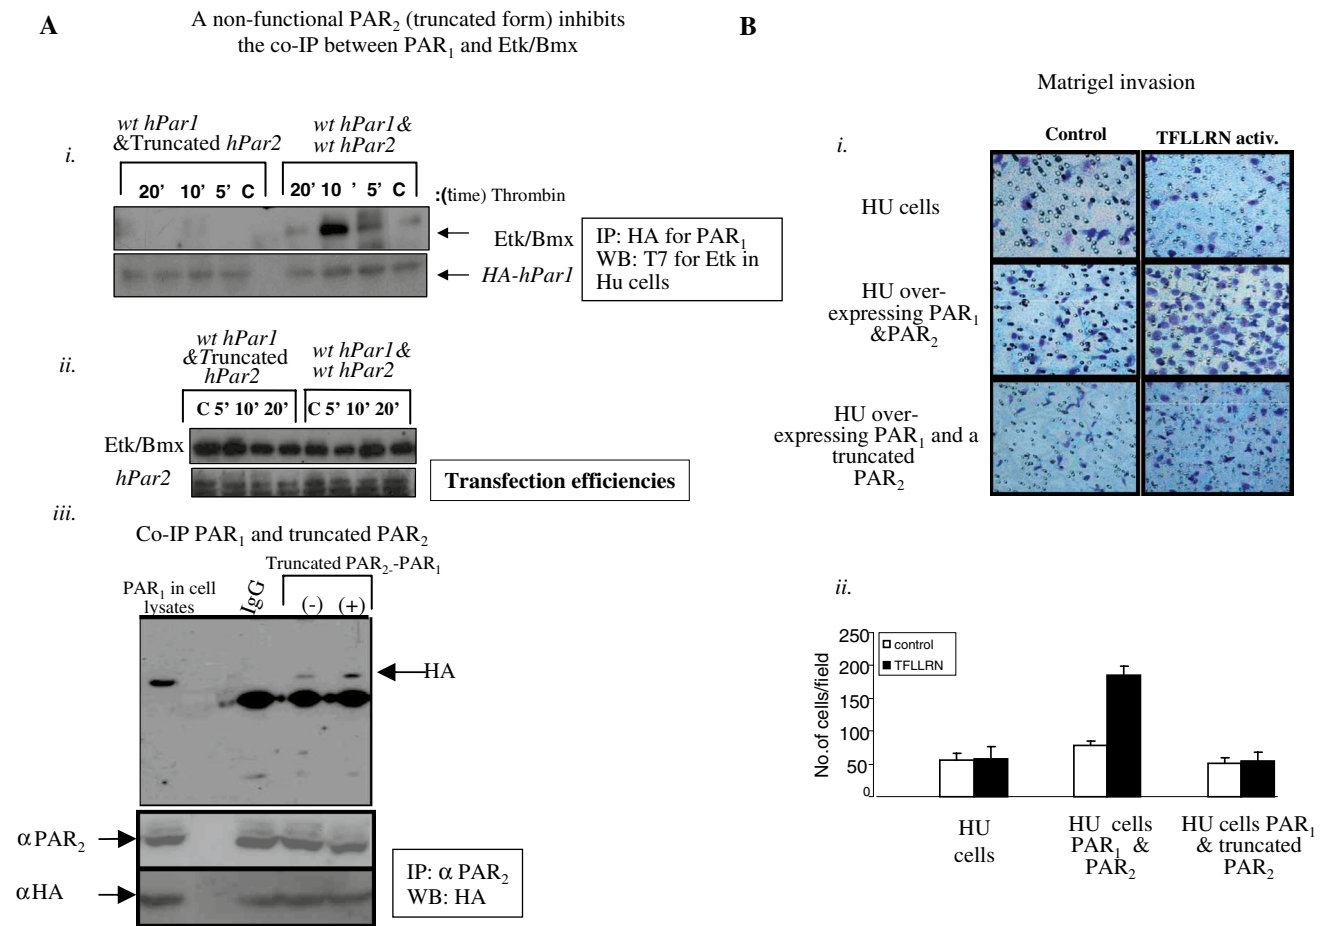 A
A non-functional PAR2 (truncated form) inhibits
the co-IP between PAR1 and Etk/Bmx
i.
wt hPar1
&Truncated hPar2
wt hPar1&
wt hPar2
20' 10' 5' C
20' 10 ' 5' C
:(time) Thrombin
Etk/Bmx
HA-hPar1
IP: HA for PAR1
WB: T7 for Etk in
Hu cells
ii.
wt hPar1
&Truncated
hPar2
wt hPar1&
wt hPar2
C 5' 10' 20'
C 5' 10' 20'
Etk/Bmx
hPar2
Transfection efficiencies
iii.
Co-IP PAR1 and truncated PAR2
PAR1 in cell
lysates
IgG
Truncated PAR2--PAR1
(-) (+)
HA
αPAR2
αHA
IP: α PAR2
WB: HA
B
Matrigel invasion
i.
Control
TFLLRN activ.
HU cells
HU over-
expressing PAR1
&PAR2
HU over-
expressing PAR1 and a
truncated
PAR2
ii.
No.of cells/field
250
200
150
100
50
0
control
TFLLRN
HU
cells
HU cells
PAR1 &
PAR2
HU cells PAR1
& truncated
PAR2